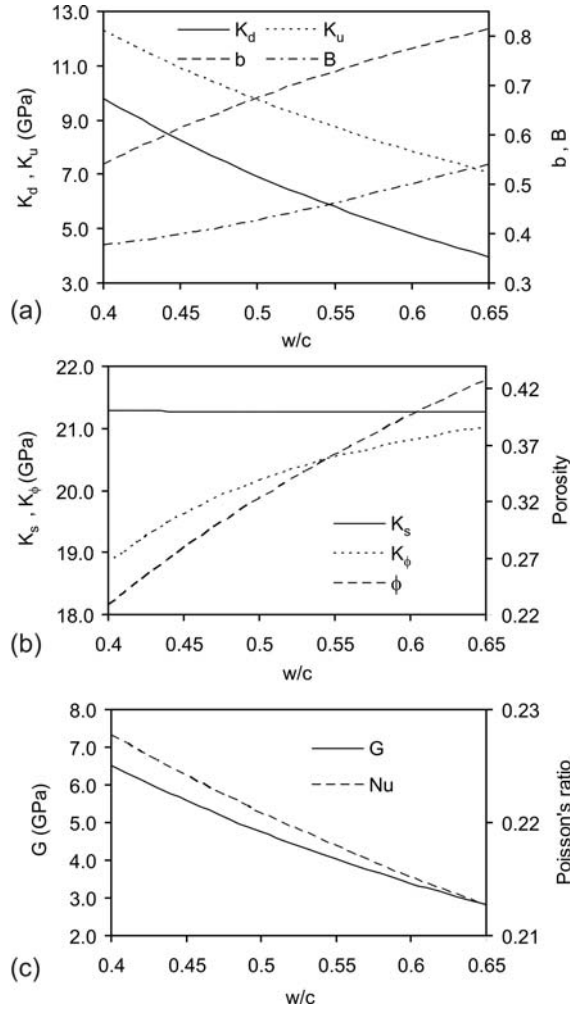 K_d K_u
b B
13.0
11.0
9.0
7.0
5.0
3.0
K_d , K_u (GPa)
0.8
0.7
0.6
0.5
0.4
0.3
b , B
0.4 0.45 0.5 0.55 0.6 0.65
w/c
(a)
22.0
21.0
20.0
19.0
18.0
K_s , K_ϕ (GPa)
K_s
K_ϕ
ϕ
0.42
0.37
0.32
0.27
0.22
Porosity
0.4 0.45 0.5 0.55 0.6 0.65
w/c
(b)
8.0
7.0
6.0
5.0
4.0
3.0
2.0
G (GPa)
G
Nu
0.23
0.22
0.21
Poisson's ratio
0.4 0.45 0.5 0.55 0.6 0.65
w/c
(c)